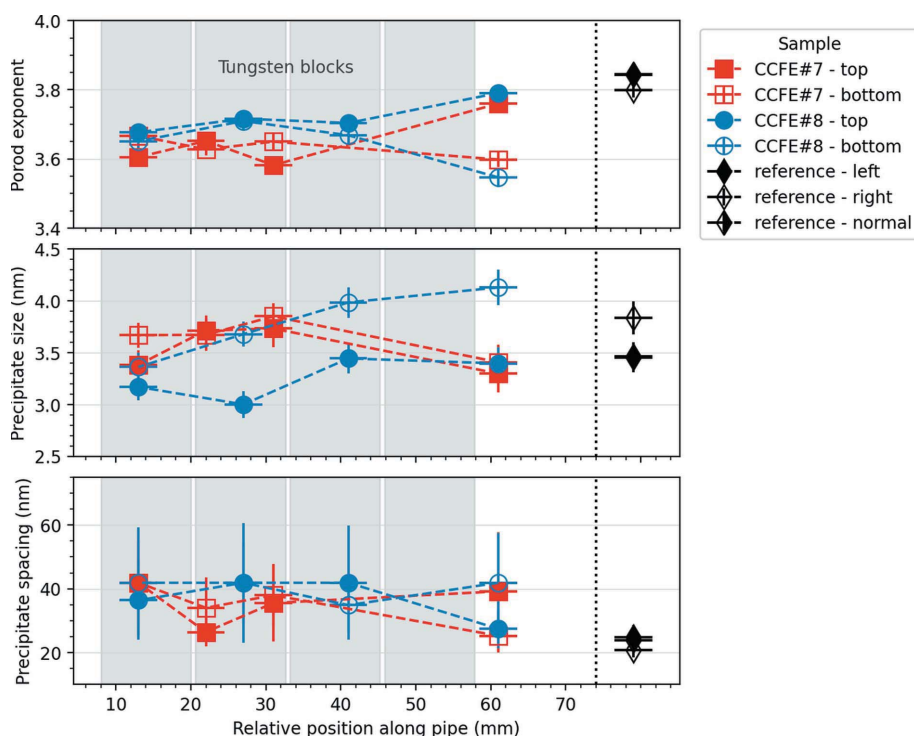 4.0
3.8
3.6
3.4
Porod exponent
Tungsten blocks
Sample
CCFE#7 - top
CCFE#7 - bottom
CCFE#8 - top
CCFE#8 - bottom
reference - left
reference - right
reference - normal
4.5
4.0
3.5
3.0
2.5
Precipitate size (nm)
60
40
20
Precipitate spacing (nm)
10 20 30 40 50 60 70
Relative position along pipe (mm)